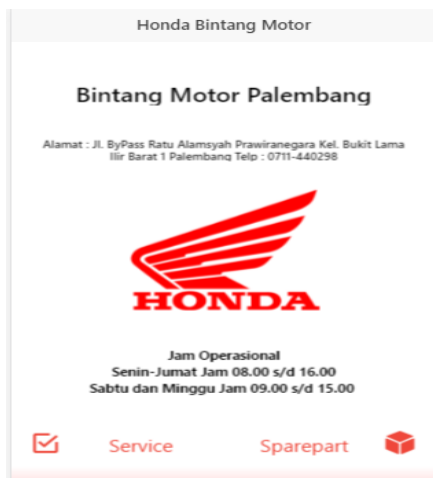 Honda Bintang Motor
Bintang Motor Palembang
Alamat : Jl. ByPass Ratu Alamsyah Prawiranegara Kel. Bukit Lama
Ilir Barat 1 Palembang Telp : 0711-440298
HONDA
Jam Operasional
Senin-Jumat Jam 08.00 s/d 16.00
Sabtu dan Minggu Jam 09.00 s/d 15.00
Service Sparepart